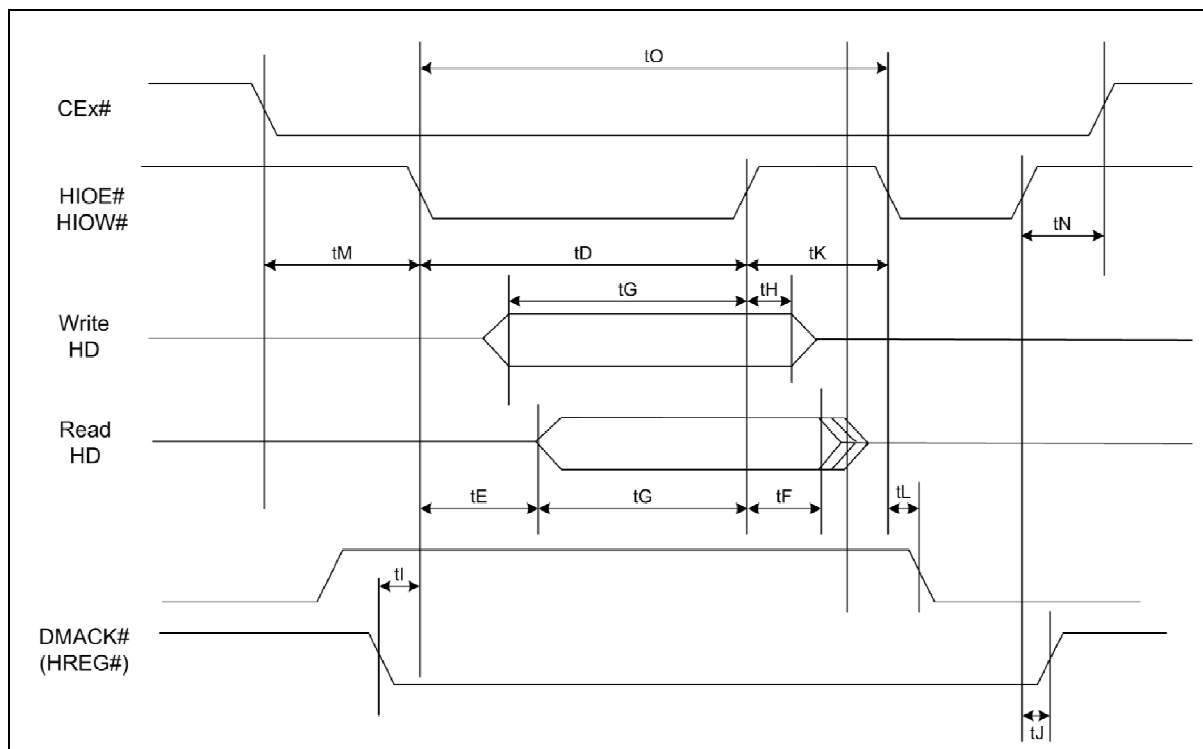 tO
CEx#
HIOE#
HIOW#
tN
tM
tD
tK
tG
tH
Write
HD
Read
HD
tE
tG
tF
tL
tI
DMACK#
(HREG#)
tJ